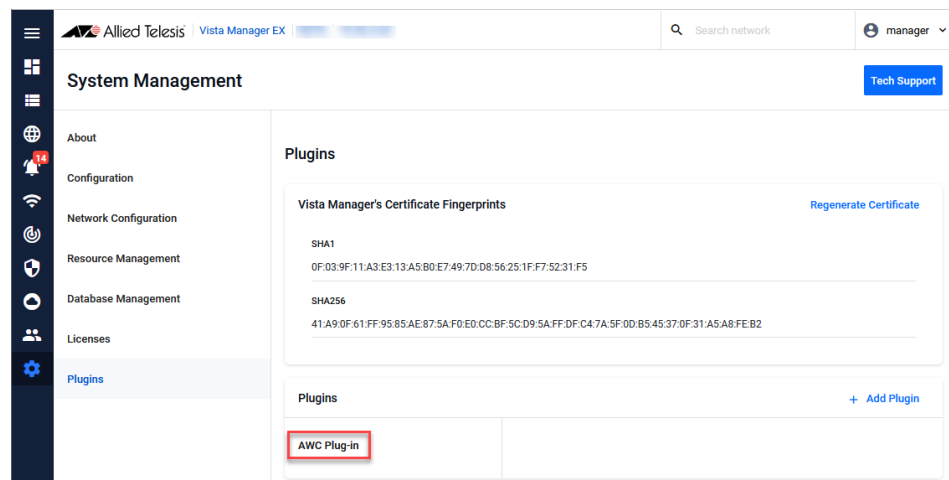 Allied Telesis Vista Manager EX
Search network
manager
System Management
Tech Support
14
About
Configuration
Network Configuration
Resource Management
Database Management
Licenses
Plugins
Plugins
Vista Manager's Certificate Fingerprints
Regenerate Certificate
SHA1
0F:03:9F:11:A3:E3:13:A5:B0:E7:49:7D:D8:56:25:1F:F7:52:31:F5
SHA256
41:A9:0F:61:FF:95:85:AE:87:5A:F0:E0:CC:BF:5C:D9:5A:FF:DF:C4:7A:5F:0D:B5:45:37:0F:31:A5:A8:FE:B2
Plugins
+ Add Plugin
AWC Plug-in